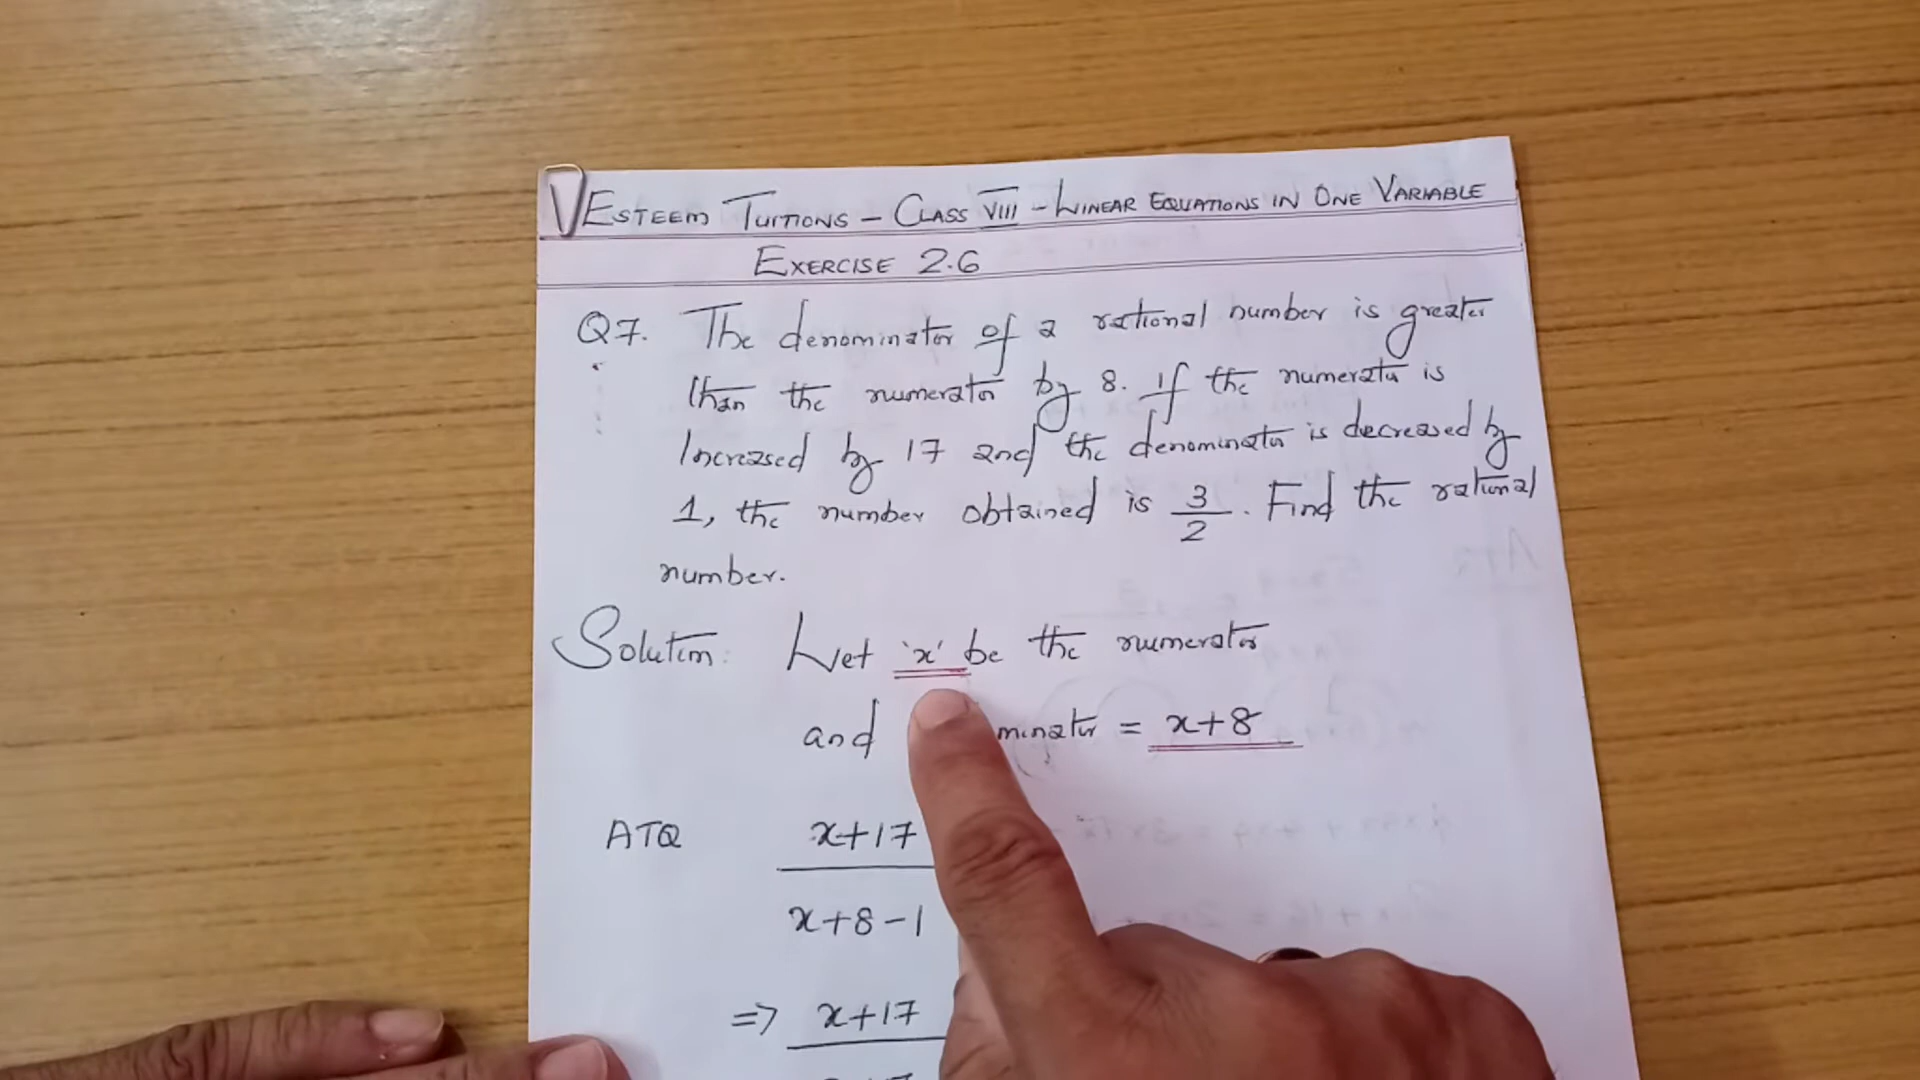 VESTEEM TUITIONS - CLASS VIII - LINEAR EQUATIONS IN ONE VARIABLE
EXERCISE 2.6
Q7. The denominator of a rational number is greater
than the numerator by 8. If the numerator is
Increased by 17 and the denominator is decreased by
1, the number obtained is 3/2. Find the rational
number.
Solution: Let 'x' be the numerator
and minator = x+8
ATQ x+17
x+8-1
=> x+17